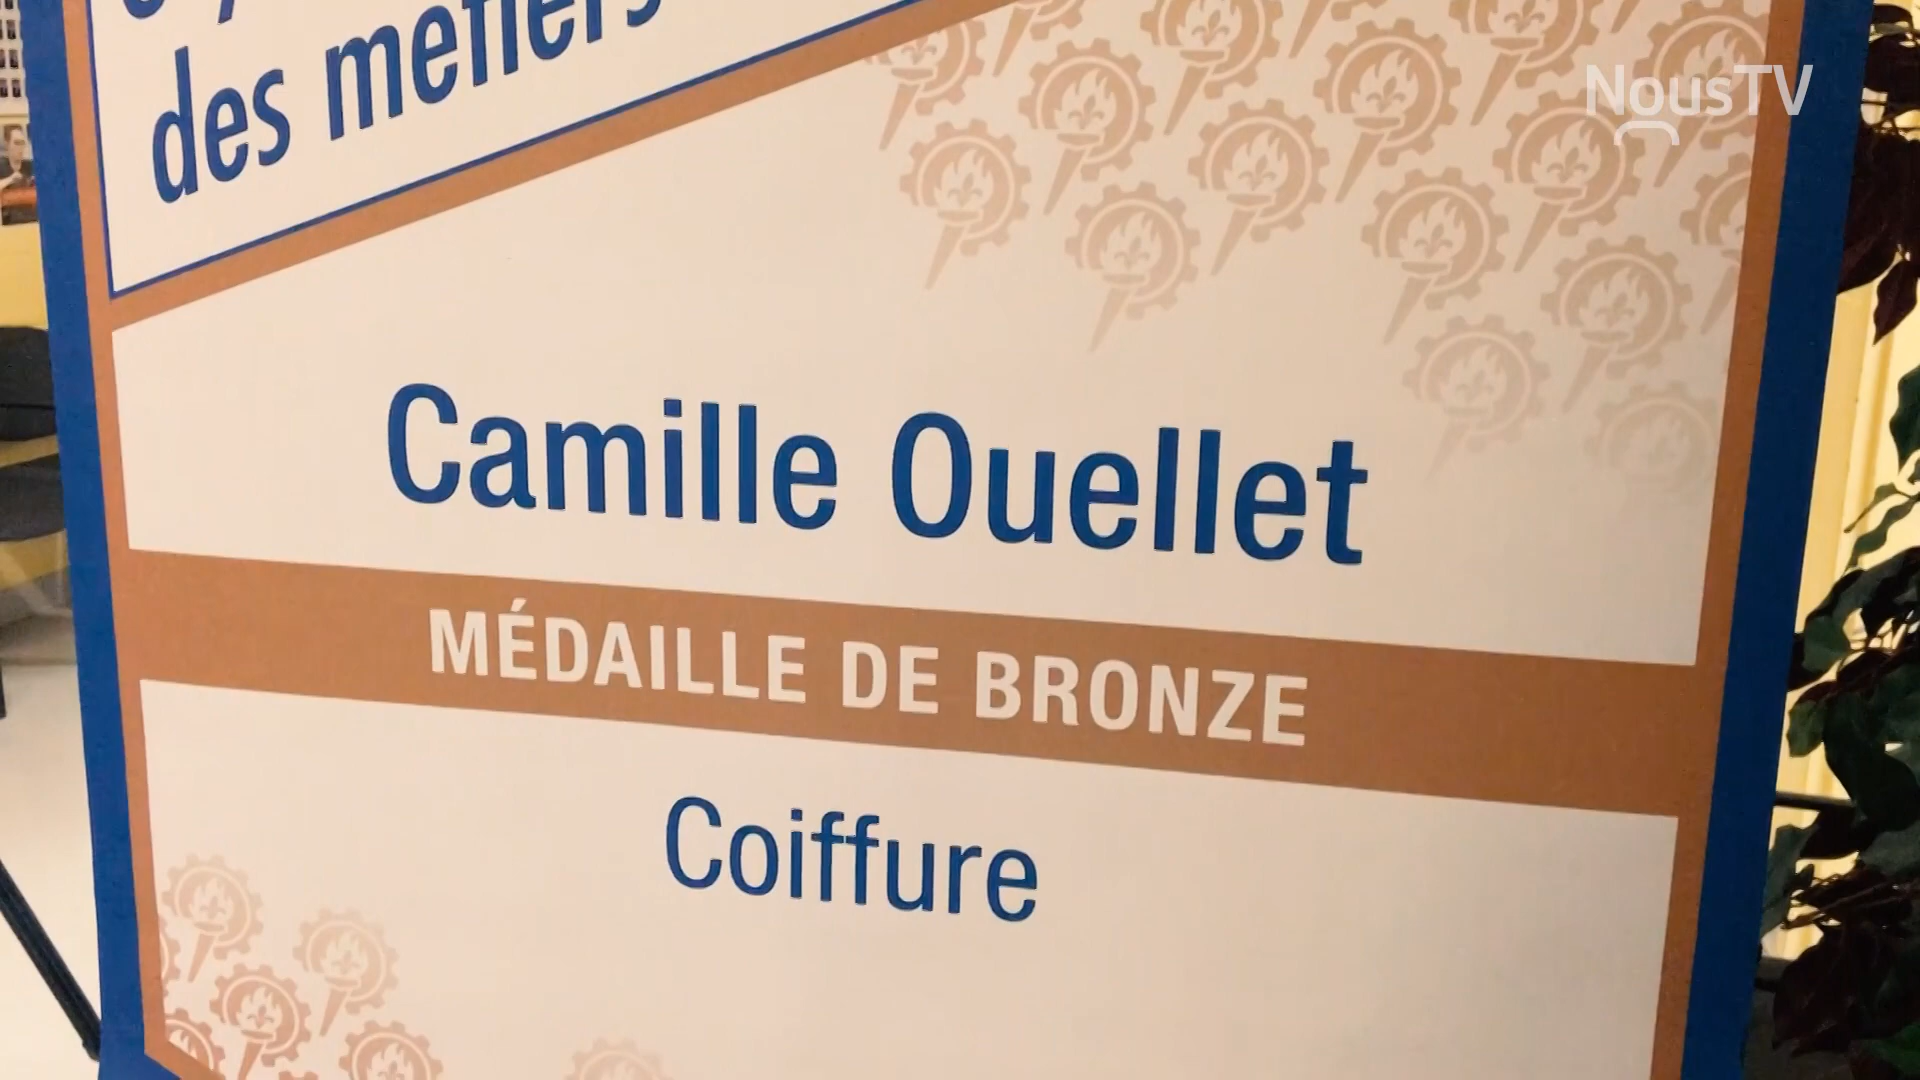 des métiers
NousTV
Camille Ouellet
MÉDAILLE DE BRONZE
Coiffure